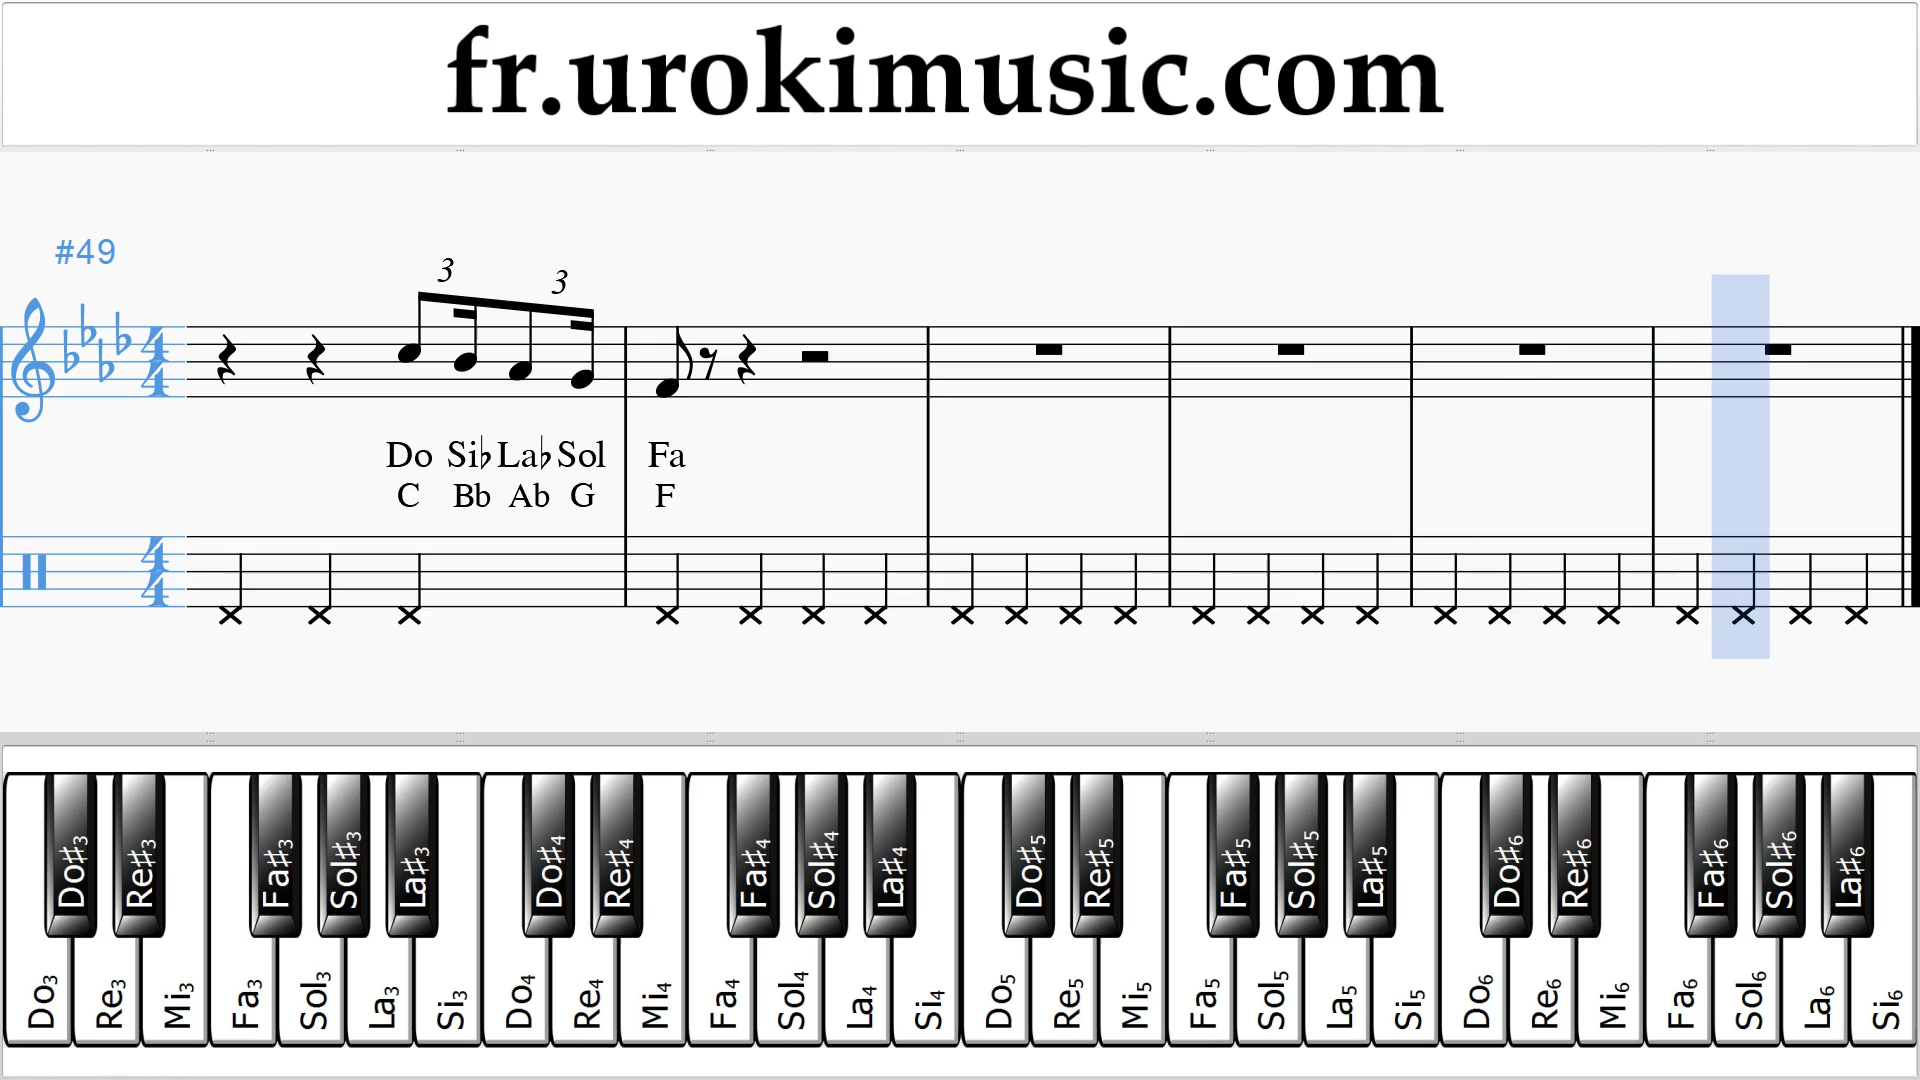 fr.urokimusic.com
#49
3 3
4 4
Do Si♭ La♭ Sol Fa
C Bb Ab G F
4 4
Do#3 Re#3 Fa#3 Sol#3 La#3 Do#4 Re#4 Fa#4 Sol#4 La#4 Do#5 Re#5 Fa#5 Sol#5 La#5 Do#6 Re#6 Fa#6 Sol#6 La#6
Do3 Re3 Mi3 Fa3 Sol3 La3 Si3 Do4 Re4 Mi4 Fa4 Sol4 La4 Si4 Do5 Re5 Mi5 Fa5 Sol5 La5 Si5 Do6 Re6 Mi6 Fa6 Sol6 La6 Si6